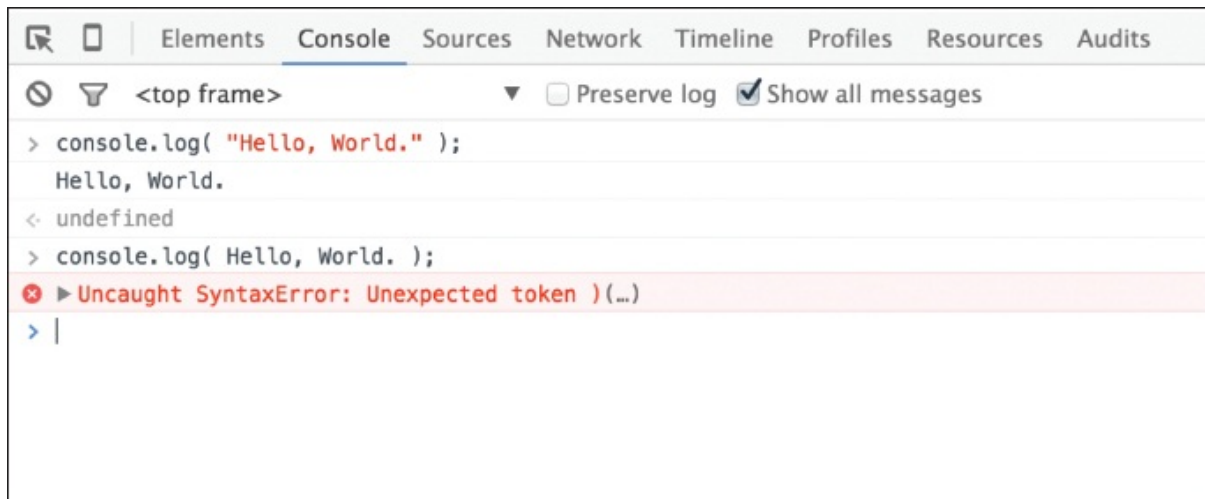 Elements Console Sources Network Timeline Profiles Resources Audits
<top frame> ▼ Preserve log Show all messages
> console.log( "Hello, World." );
Hello, World.
<· undefined
> console.log( Hello, World. );
▶Uncaught SyntaxError: Unexpected token )(…)
>